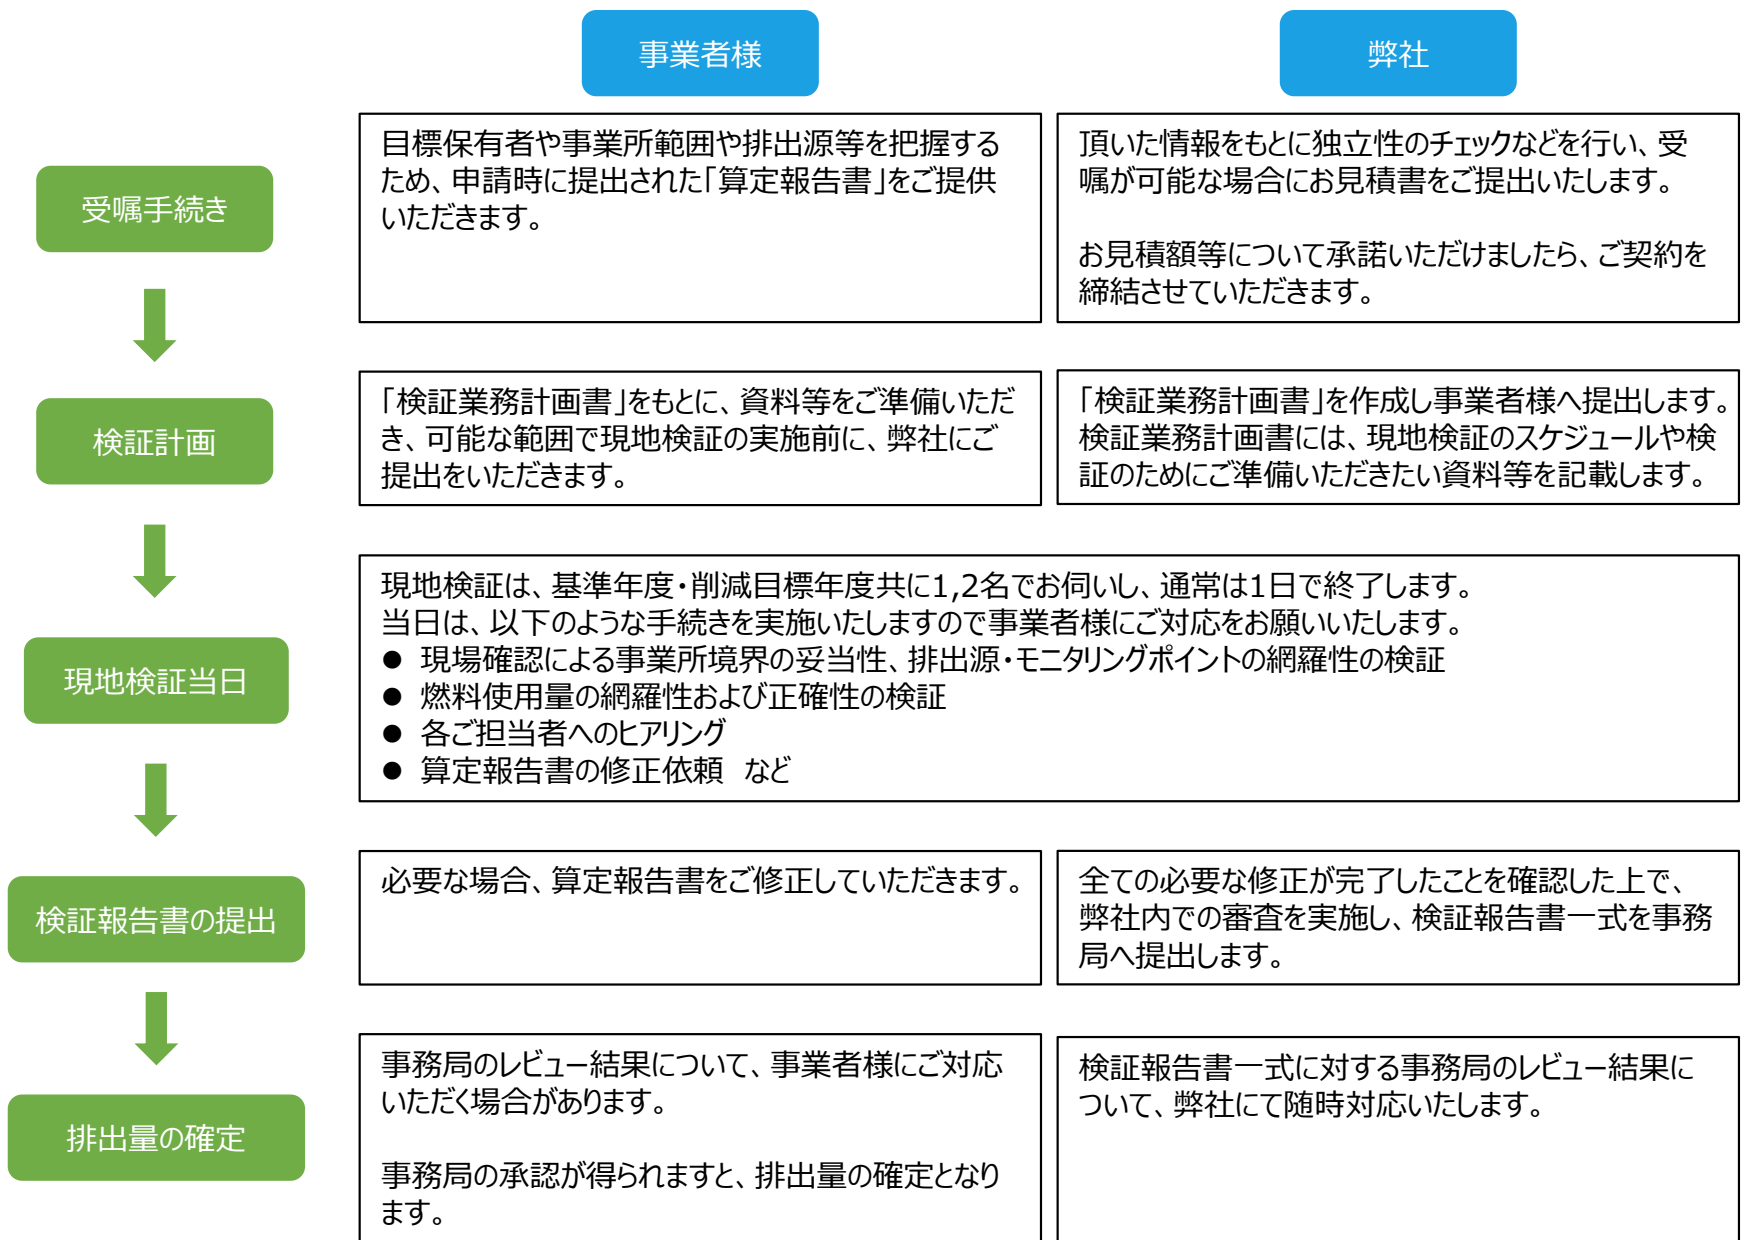 事業者様
弊社
受嘱手続き
目標保有者や事業所範囲や排出源等を把握する
ため、申請時に提出された「算定報告書」をご提供
いただきます。
頂いた情報をもとに独立性のチェックなどを行い、受
嘱が可能な場合にお見積書をご提出いたします。
お見積額等について承諾いただけましたら、ご契約を
締結させていただきます。
検証計画
「検証業務計画書」をもとに、資料等をご準備いただ
き、可能な範囲で現地検証の実施前に、弊社にご
提出をいただきます。
「検証業務計画書」を作成し事業者様へ提出します。
検証業務計画書には、現地検証のスケジュールや検
証のためにご準備いただきたい資料等を記載します。
現地検証当日
現地検証は、基準年度・削減目標年度共に1,2名でお伺いし、通常は1日で終了します。
当日は、以下のような手続きを実施いたしますので事業者様にご対応をお願いいたします。
● 現場確認による事業所境界の妥当性、排出源・モニタリングポイントの網羅性の検証
● 燃料使用量の網羅性および正確性の検証
● 各ご担当者へのヒアリング
● 算定報告書の修正依頼　など
検証報告書の提出
必要な場合、算定報告書をご修正していただきます。
全ての必要な修正が完了したことを確認した上で、
弊社内での審査を実施し、検証報告書一式を事務
局へ提出します。
排出量の確定
事務局のレビュー結果について、事業者様にご対応
いただく場合があります。
事務局の承認が得られますと、排出量の確定となり
ます。
検証報告書一式に対する事務局のレビュー結果に
ついて、弊社にて随時対応いたします。